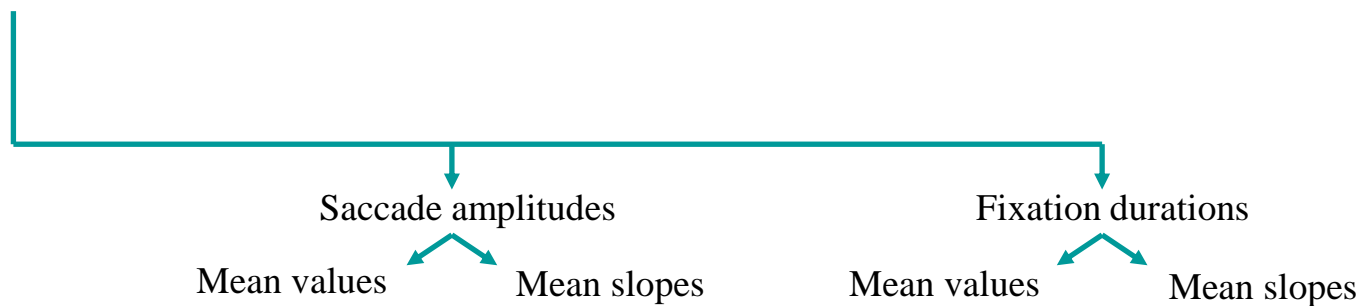 Saccade amplitudes
Fixation durations
Mean values
Mean slopes
Mean values
Mean slopes